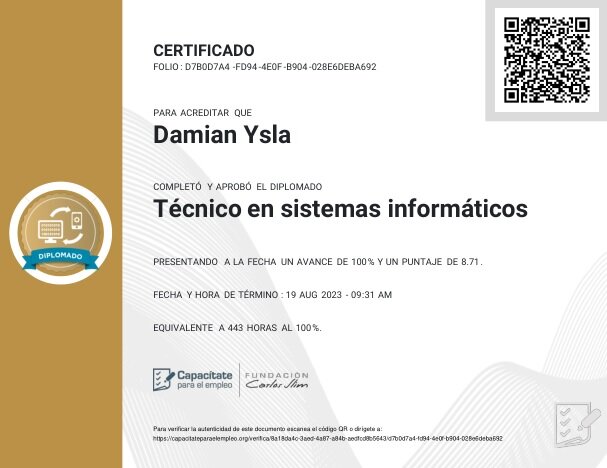 CERTIFICADO
FOLIO : D7B0D7A4 -FD94-4E0F-B904-028E6DEBA692
PARA ACREDITAR QUE
Damian Ysla
COMPLETÓ Y APROBÓ EL DIPLOMADO
Técnico en sistemas informáticos
DIPLOMADO
PRESENTANDO A LA FECHA UN AVANCE DE 100% Y UN PUNTAJE DE 8.71.
FECHA Y HORA DE TÉRMINO : 19 AUG 2023 - 09:31 AM
EQUIVALENTE A 443 HORAS AL 100%.
Capacítate
para el empleo
FUNDACIÓN
Carlos Slim
Para verificar la autenticidad de este documento escanea el código QR o dirígete a:
https://capacitateparaelempleo.org/verifica/8a18da4c-3aed-4a87-a84b-aedfcd8b5643/d7b0d7a4-fd94-4e0f-b904-028e6deba692